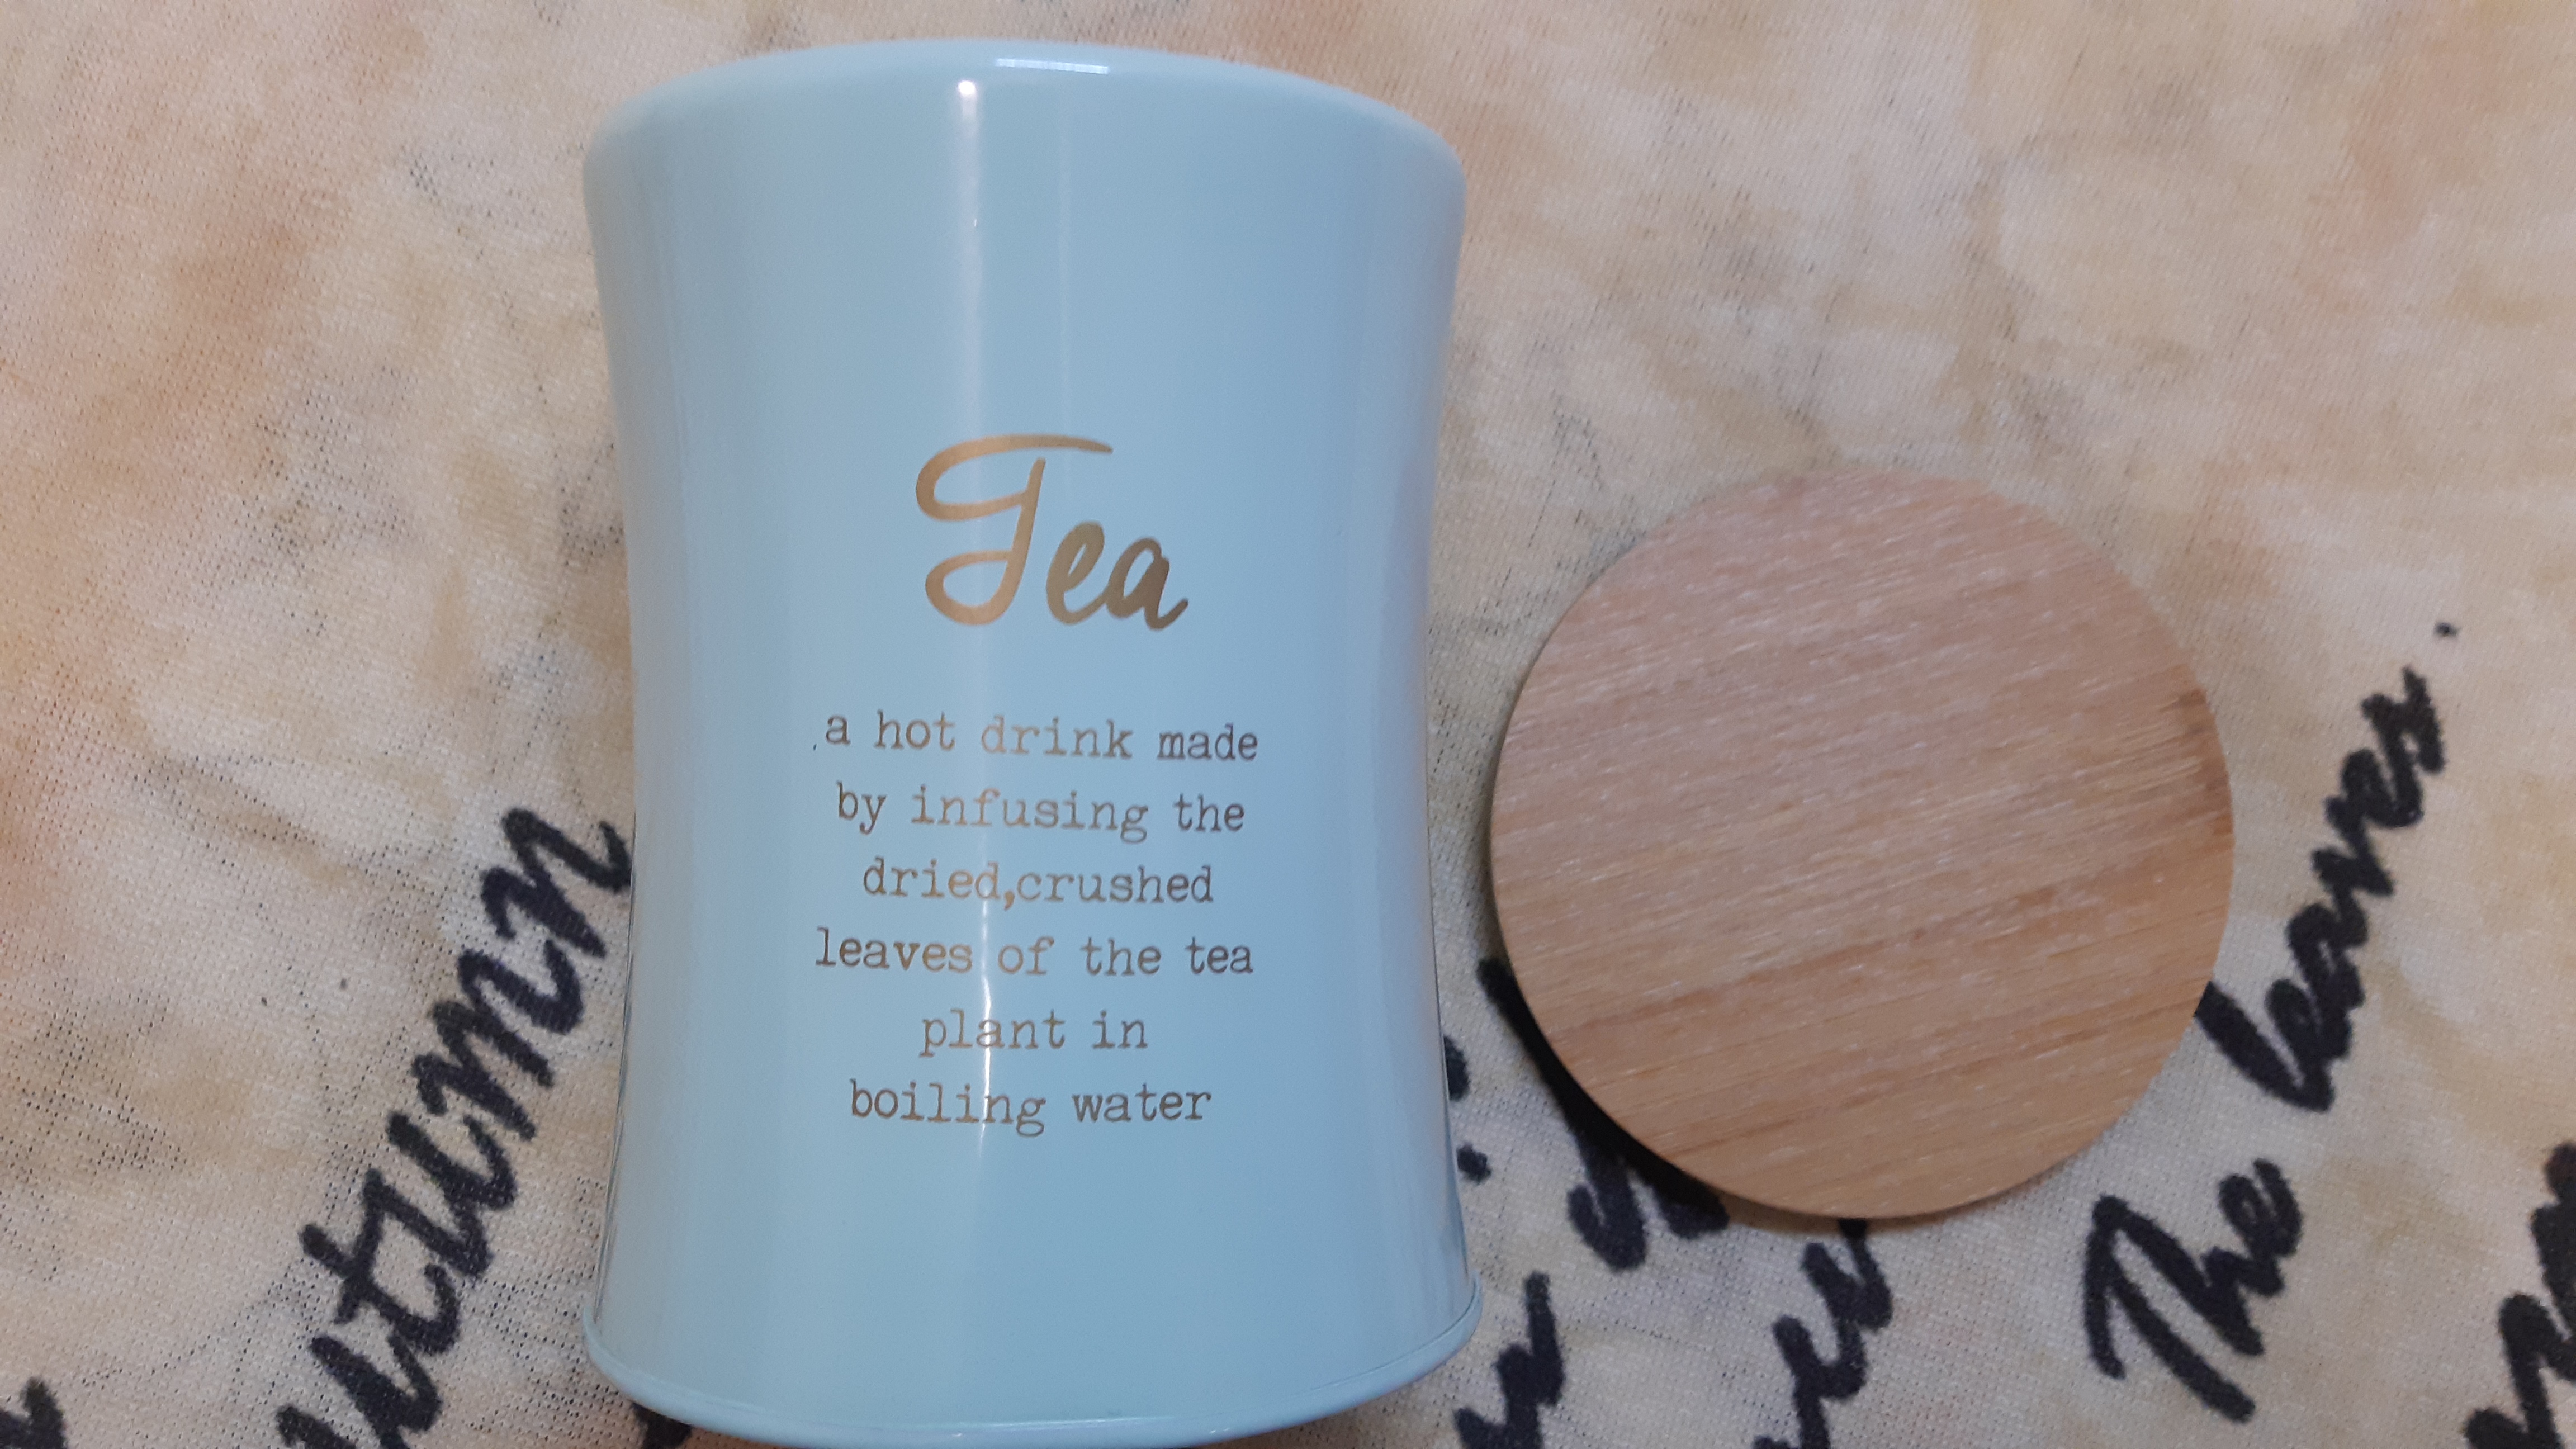 Tea
a hot drink made
by infusing the
dried,crushed
leaves of the tea
plant in
boiling water
The leaves.